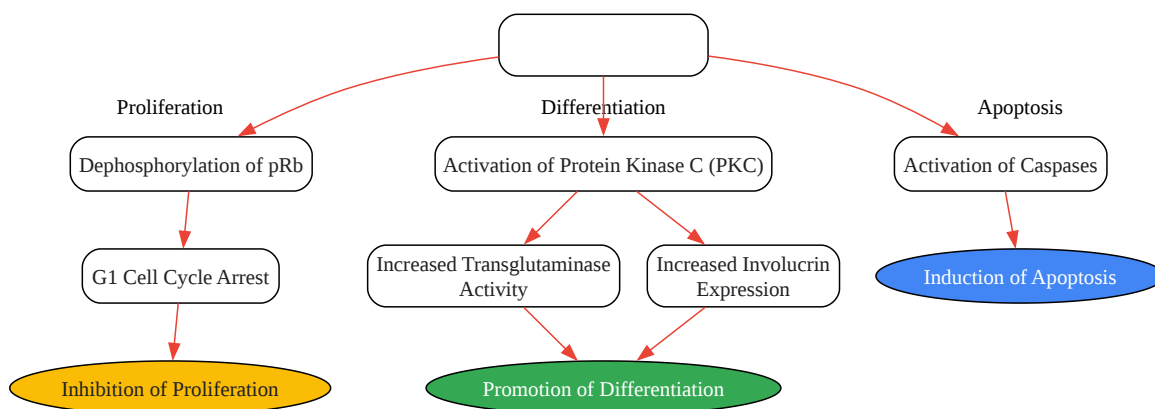 Proliferation
Differentiation
Apoptosis
Dephosphorylation of pRb
Activation of Protein Kinase C (PKC)
Activation of Caspases
G1 Cell Cycle Arrest
Increased Transglutaminase
Activity
Increased Involucrin
Expression
Induction of Apoptosis
Inhibition of Proliferation
Promotion of Differentiation